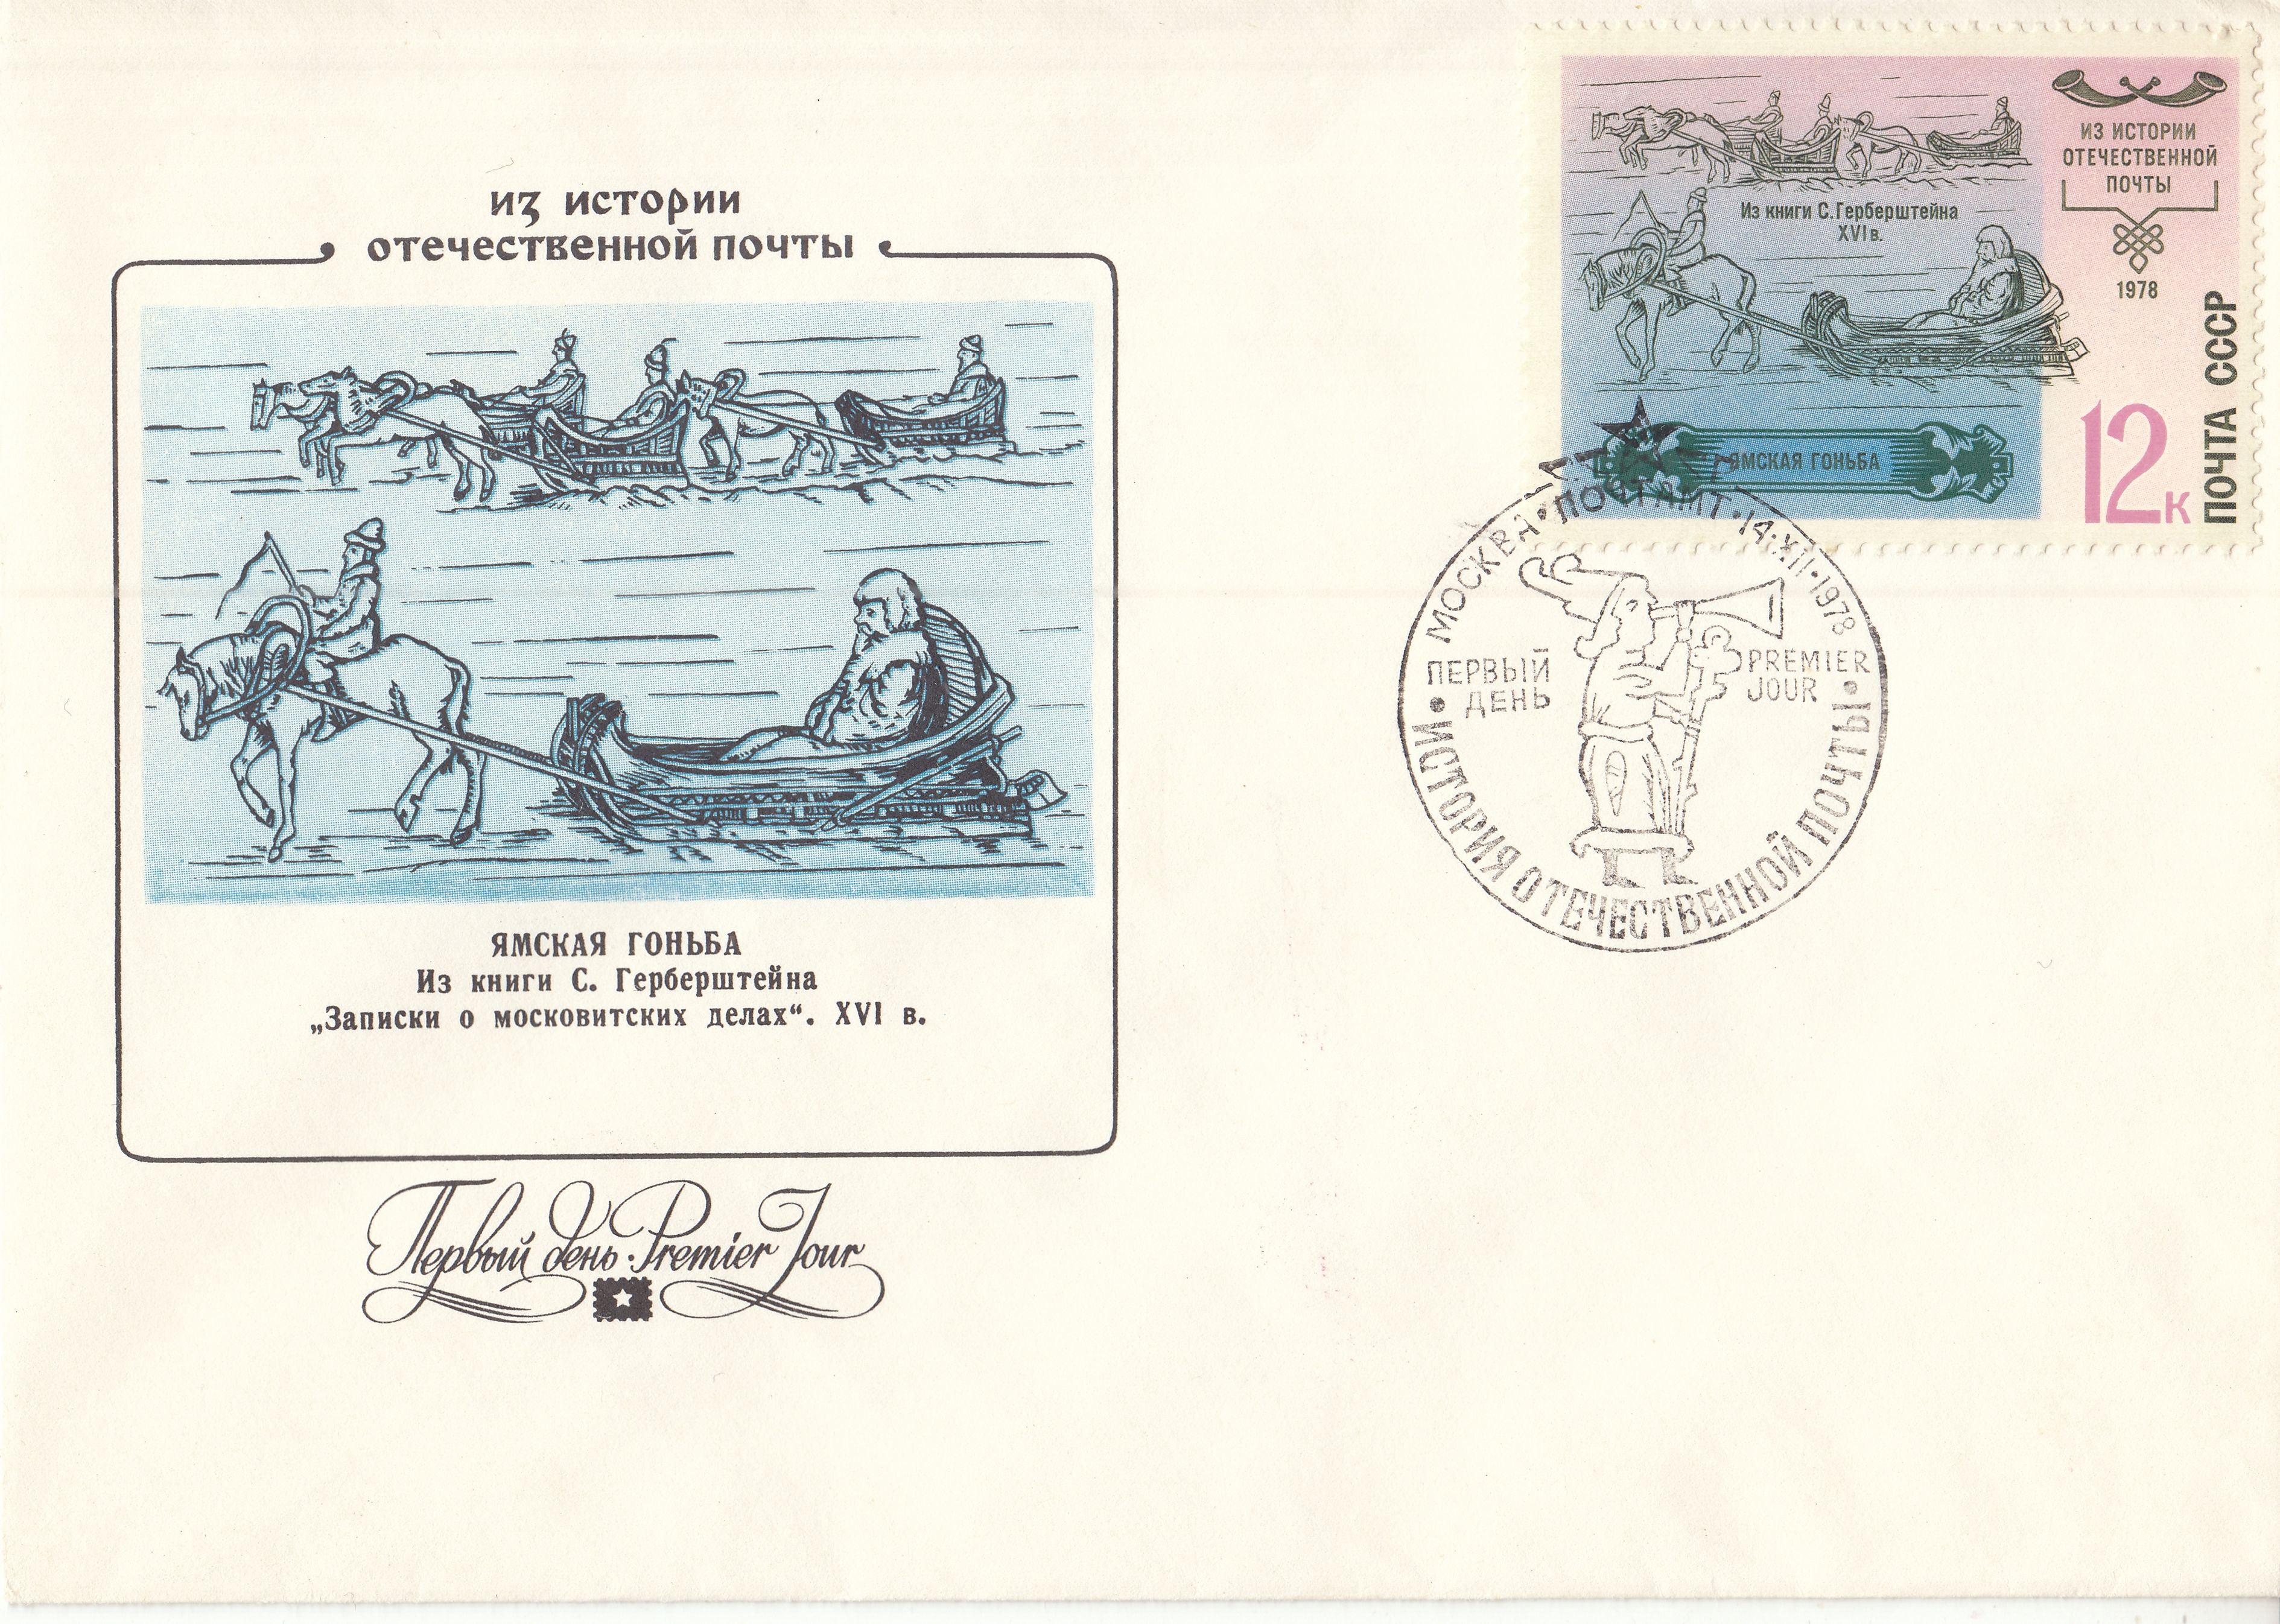 из истории
отечественной почты
ЯМСКАЯ ГОНЬБА
Из книги С. Герберштейна
„Записки о московитских делах“. XVI в.
Первый день · Premier Jour
ИЗ ИСТОРИИ
ОТЕЧЕСТВЕННОЙ
ПОЧТЫ
1978
Из книги С. Герберштейна
XVI в.
ЯМСКАЯ ГОНЬБА
12к
ПОЧТА СССР
МОСКВА • ПОЧТАМТ • 14·XII·1978
ПЕРВЫЙ
ДЕНЬ
PREMIER
JOUR
• ИСТОРИЯ ОТЕЧЕСТВЕННОЙ ПОЧТЫ •